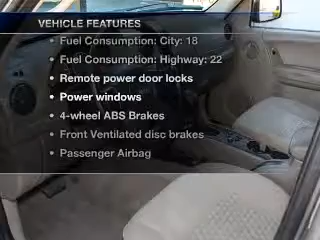 VEHICLE FEATURES
• Fuel Consumption: City: 18
• Fuel Consumption: Highway: 22
• Remote power door locks
• Power windows
• 4-wheel ABS Brakes
• Front Ventilated disc brakes
• Passenger Airbag